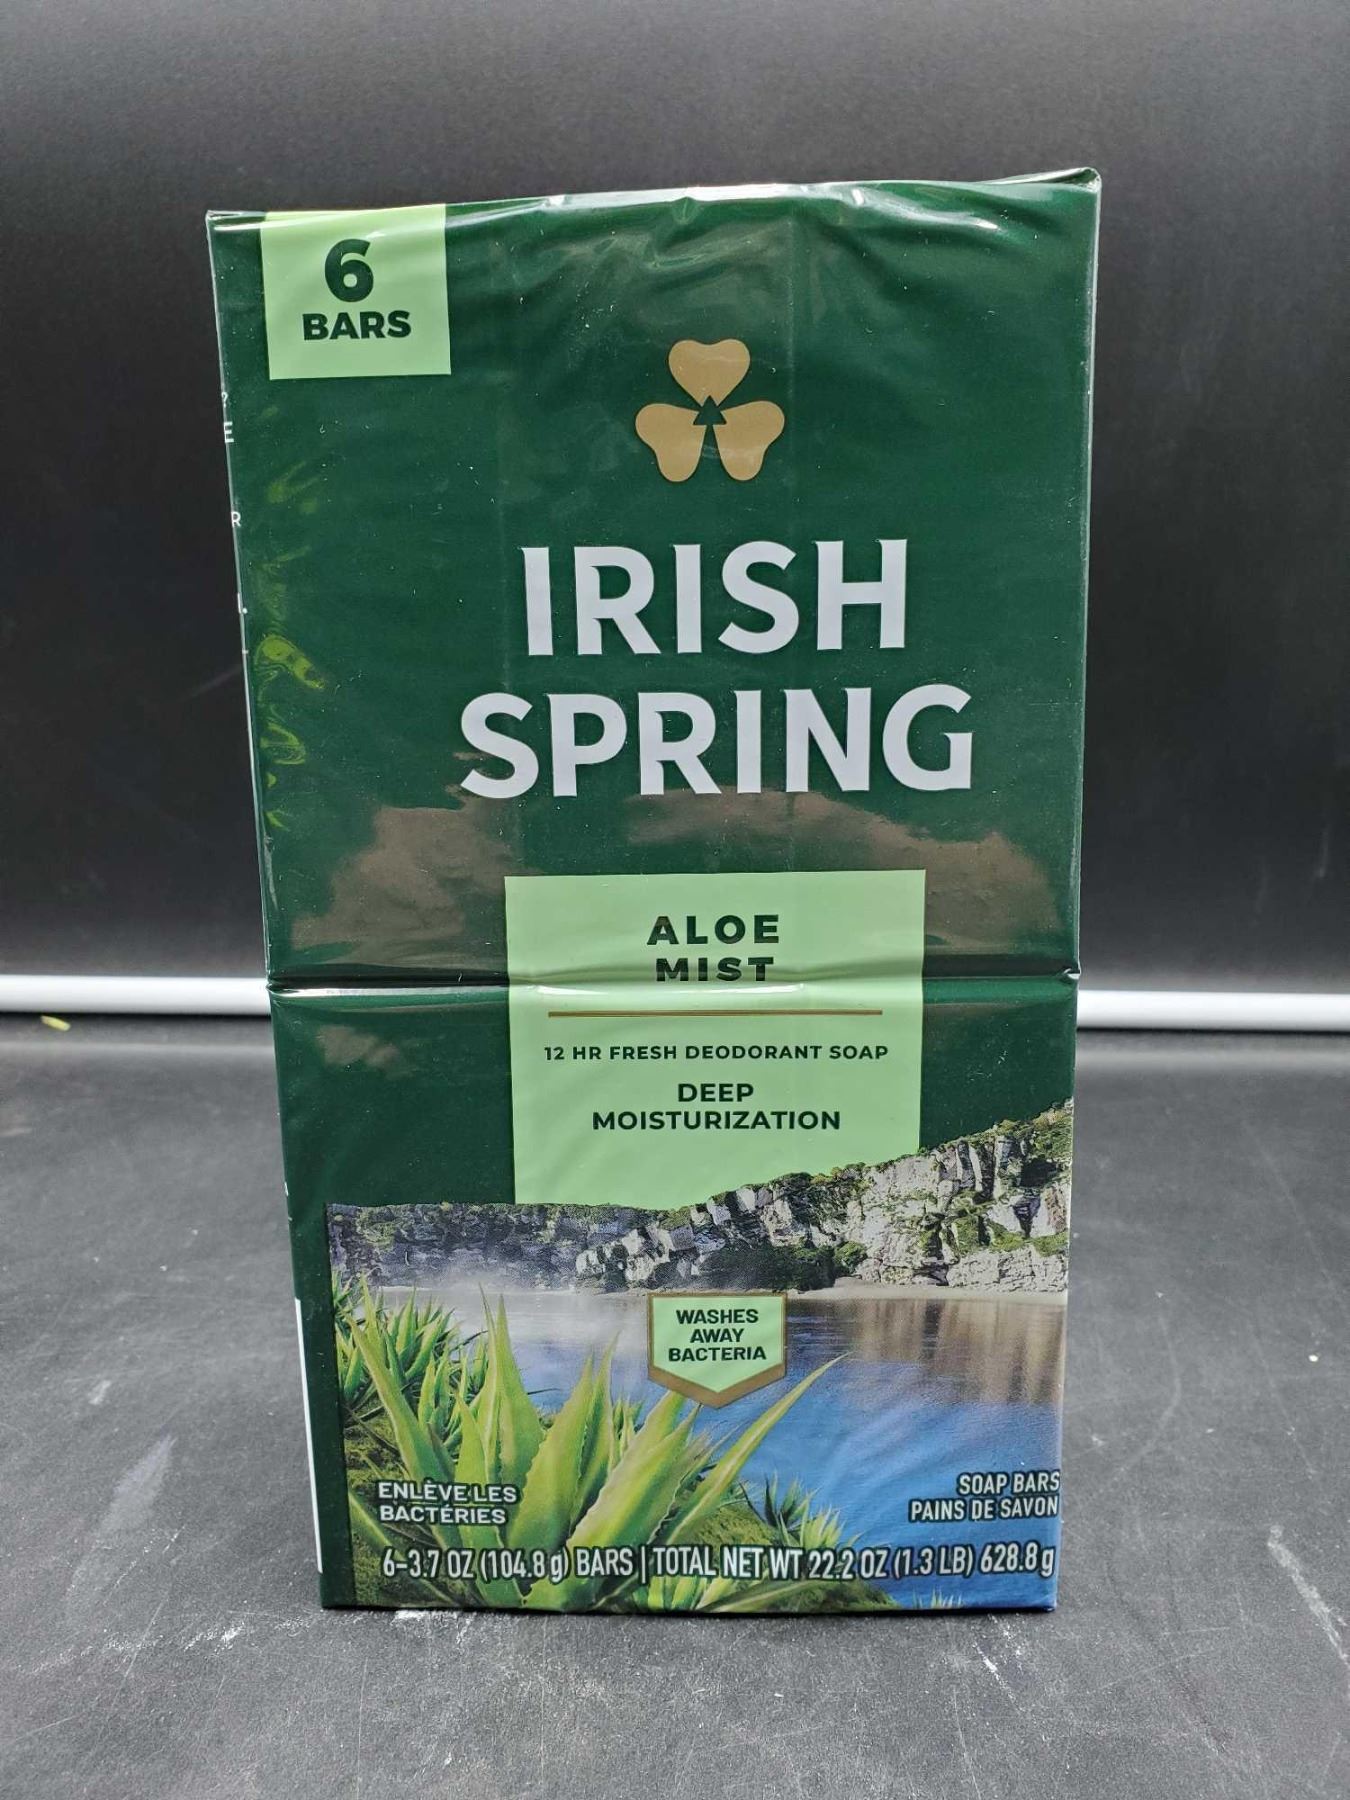 6
BARS
IRISH
SPRING
ALOE
MIST
12 HR FRESH DEODORANT SOAP
DEEP
MOISTURIZATION
WASHES
AWAY
BACTERIA
ENLÈVE LES
BACTÉRIES
SOAP BARS
PAINS DE SAVON
6-3.7 OZ (104.8 g) BARS | TOTAL NET WT 22.2 OZ (1.3 LB) 628.8 g